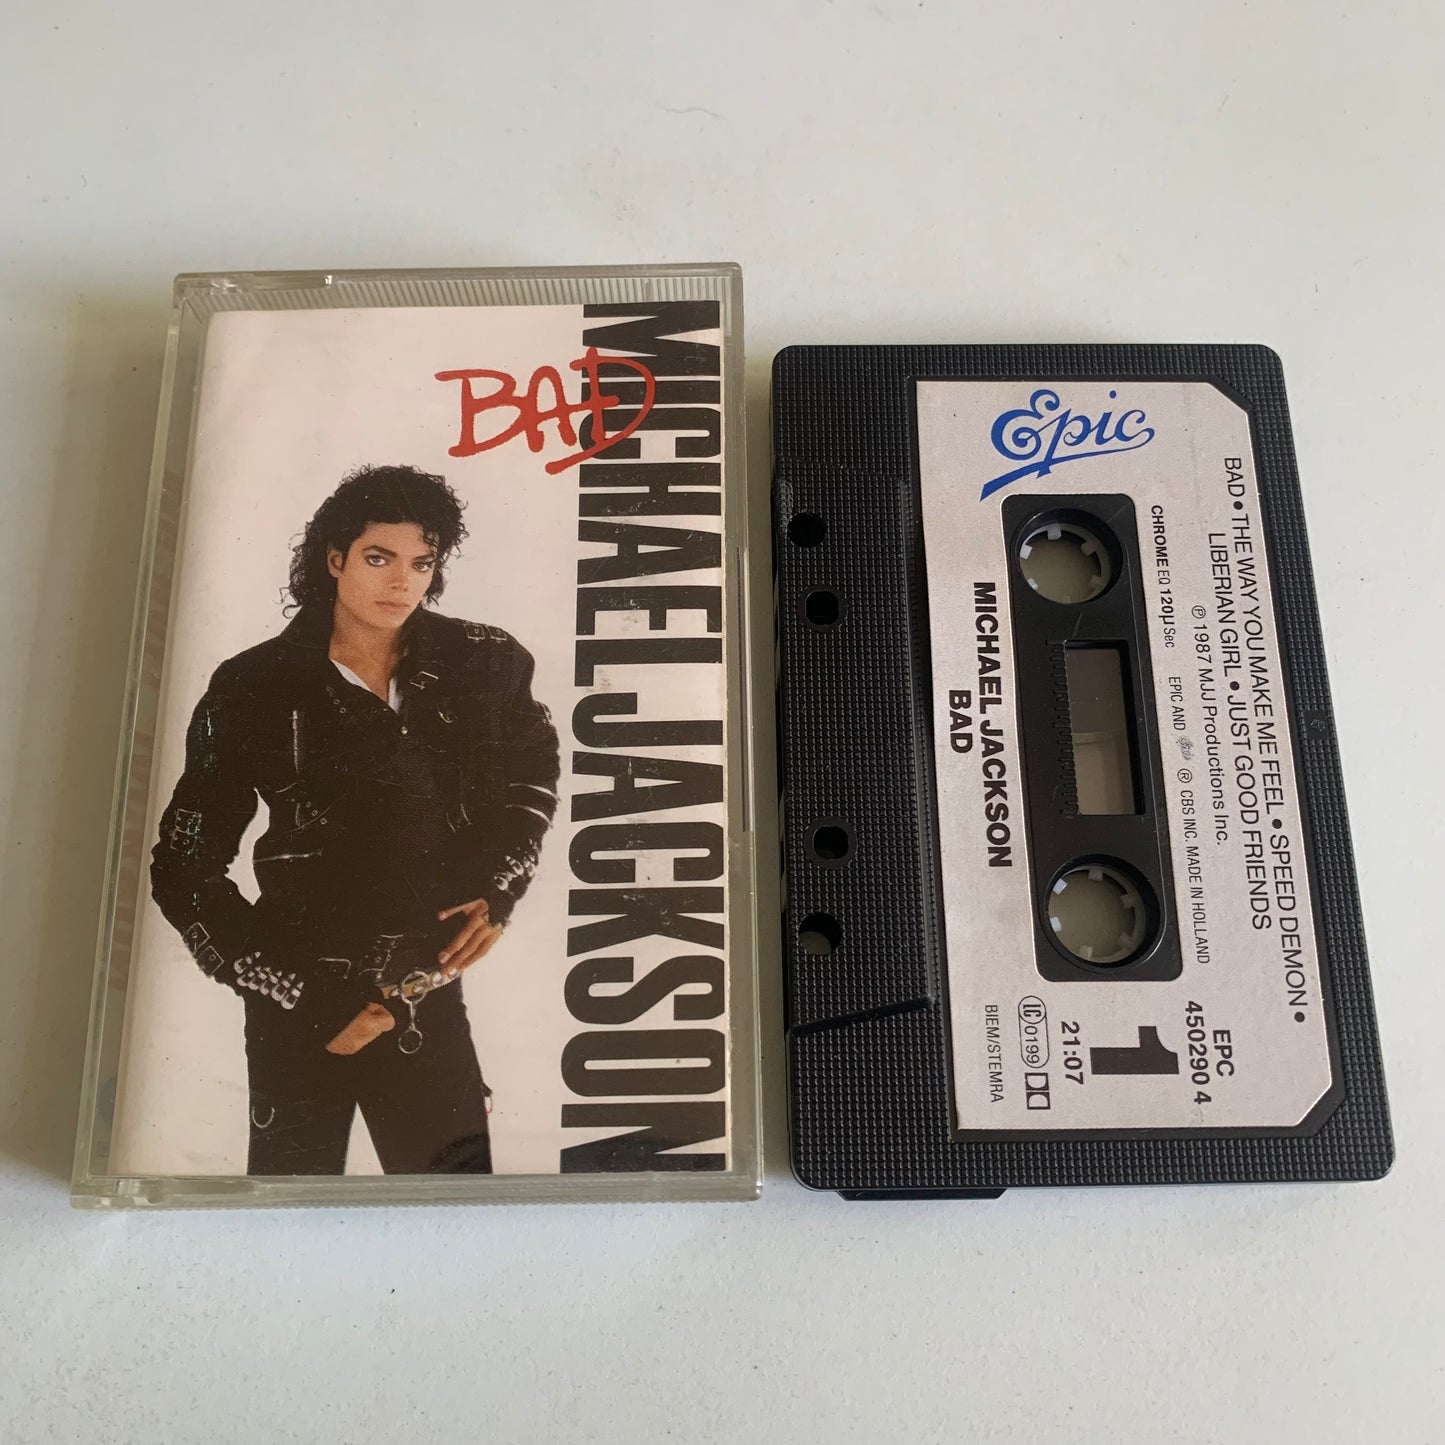 BAD
MICHAEL JACKSON
Epic
BAD • THE WAY YOU MAKE ME FEEL • SPEED DEMON •
LIBERIAN GIRL • JUST GOOD FRIENDS
℗ 1987 MJJ Productions Inc.
CHROME EQ 120µ Sec
EPIC AND
® CBS INC. MADE IN HOLLAND
MICHAEL JACKSON
BAD
EPC
450290 4
1
21:07
LC 0199
BIEM/STEMRA